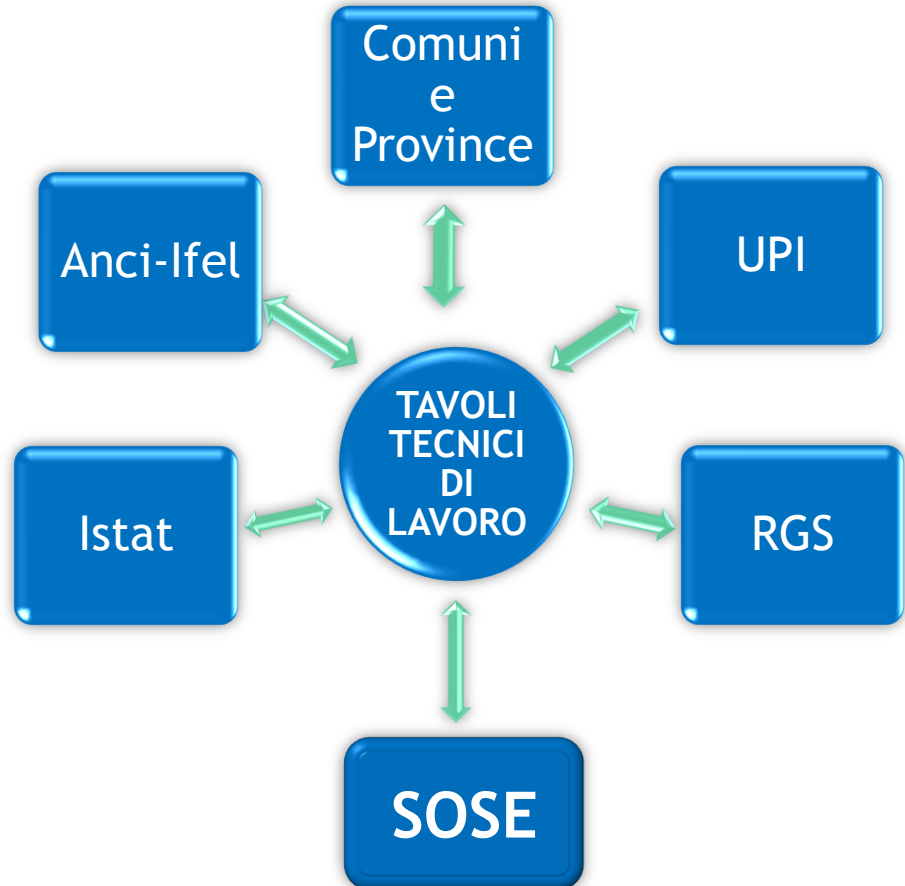 Comuni
e
Province
Anci-Ifel
UPI
TAVOLI
TECNICI
DI
LAVORO
Istat
RGS
SOSE